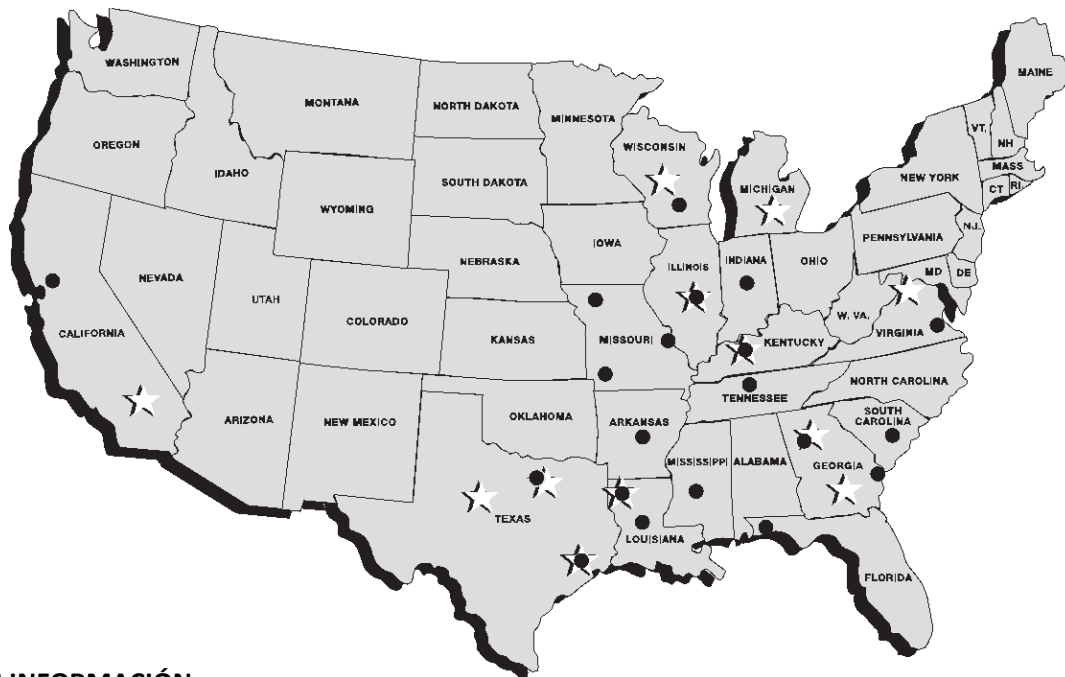 WASHINGTON
MONTANA
NORTH DAKOTA
MINNESOTA
MAINE
OREGON
IDAHO
WISCONSIN
VT.
NH
SOUTH DAKOTA
MICHIGAN
NEW YORK
MASS
CT
RI.
WYOMING
IOWA
PENNSYLVANIA
N.J.
NEBRASKA
ILLINOIS
INDIANA
OHIO
MD
DE
NEVADA
UTAH
COLORADO
W. VA.
CALIFORNIA
KANSAS
MISSOURI
KENTUCKY
VIRGINIA
NORTH CAROLINA
TENNESSEE
ARIZONA
NEW MEXICO
OKLAHOMA
ARKANSAS
SOUTH
CAROLINA
MISSISSIPPI
ALABAMA
GEORGIA
TEXAS
LOUISIANA
FLORIDA
INFORMACIÓN